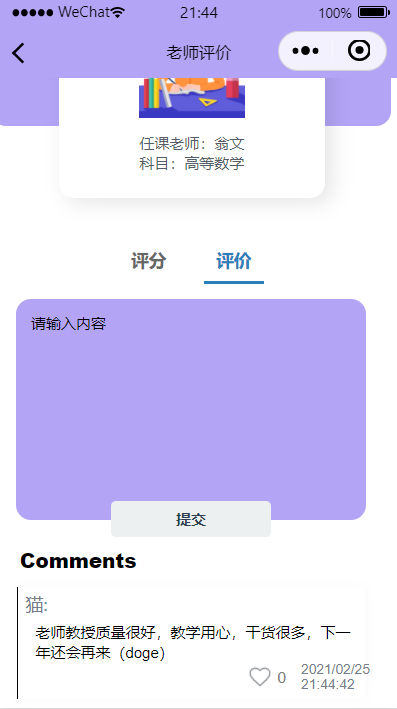 WeChat 21:44 100%
老师评价
任课老师：翁文
科目：高等数学
评分 评价
请输入内容
提交
Comments
猫:
老师教授质量很好，教学用心，干货很多，下一
年还会再来（doge）
0 2021/02/25
21:44:42